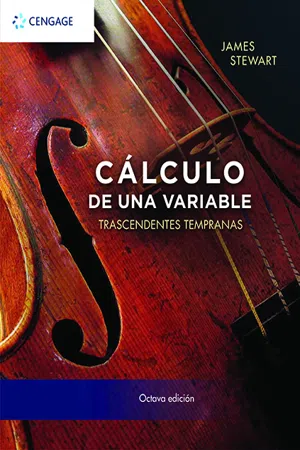 CENGAGE
JAMES
STEWART
CÁLCULO
DE UNA VARIABLE
TRASCENDENTES TEMPRANAS
Octava edición